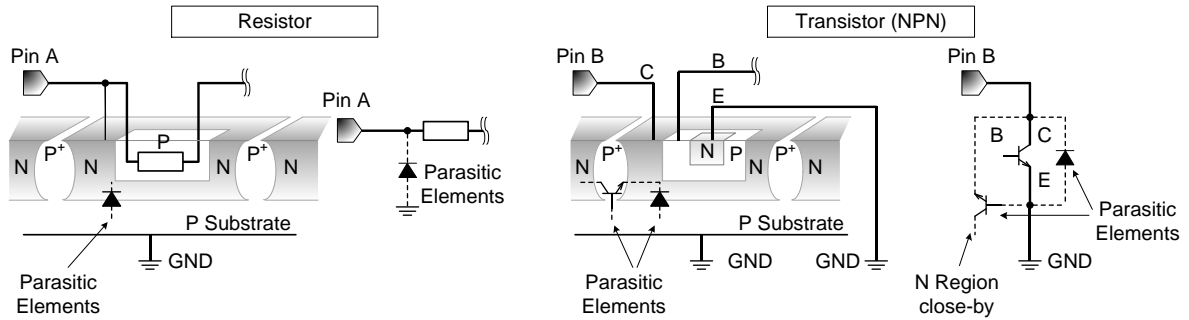 Resistor
Transistor (NPN)
Pin A
Pin B
C
B
E
Pin B
Pin A
P
N
P+
N
N
P+
N
Parasitic
Elements
P Substrate
GND
Parasitic
Elements
N
P+
N
N
P
N
P+
N
P Substrate
GND
GND
Parasitic
Elements
B
C
E
Parasitic
Elements
GND
N Region
close-by